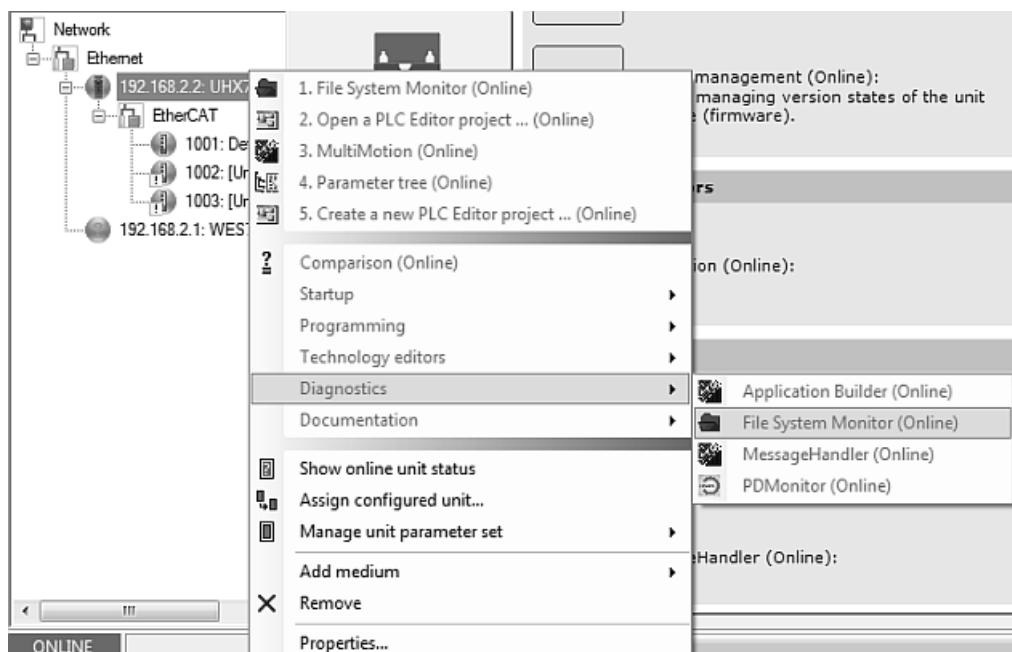 Network
Ethernet
192.168.2.2: UHX7
EtherCAT
1001: De
1002: [Un
1003: [Un
192.168.2.1: WES
1. File System Monitor (Online)
2. Open a PLC Editor project ... (Online)
3. MultiMotion (Online)
4. Parameter tree (Online)
5. Create a new PLC Editor project ... (Online)
Comparison (Online)
Startup
Programming
Technology editors
Diagnostics
Documentation
Show online unit status
Assign configured unit...
Manage unit parameter set
Add medium
Remove
Properties...
Application Builder (Online)
File System Monitor (Online)
MessageHandler (Online)
PDMonitor (Online)
management (Online):
managing version states of the unit
(firmware).
rs
ion (Online):
Handler (Online):
ONLINE